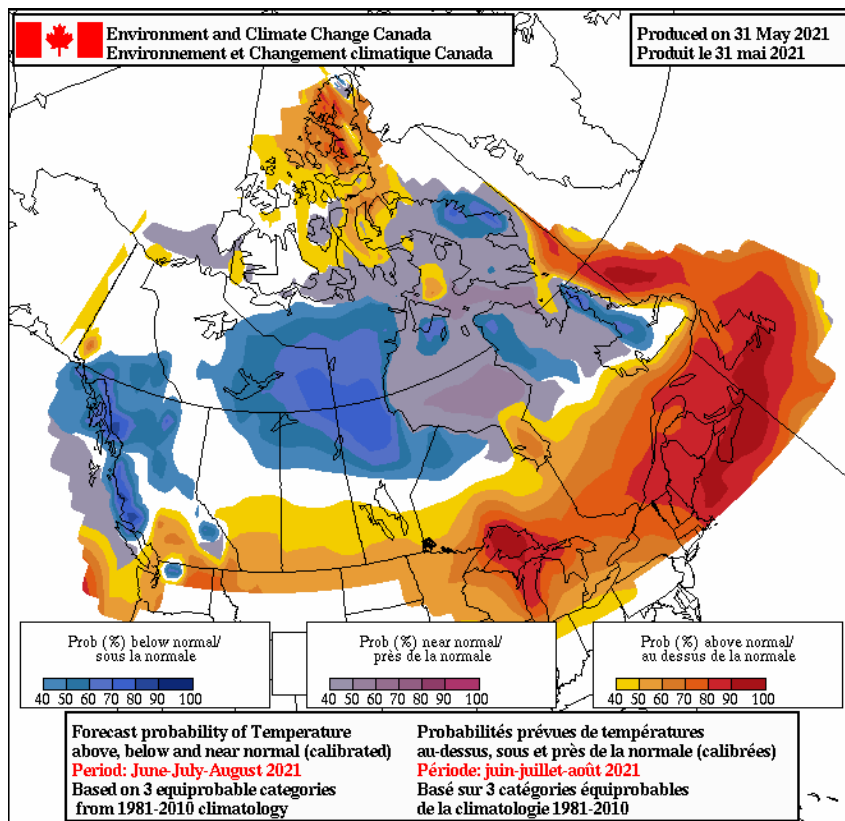 Environment and Climate Change Canada
Environnement et Changement climatique Canada
Produced on 31 May 2021
Produit le 31 mai 2021
Prob (%) below normal/
sous la normale
40 50 60 70 80 90 100
Prob (%) near normal/
près de la normale
40 50 60 70 80 90 100
Prob (%) above normal/
au dessus de la normale
40 50 60 70 80 90 100
Forecast probability of Temperature
above, below and near normal (calibrated)
Period: June-July-August 2021
Based on 3 equiprobable categories
from 1981-2010 climatology
Probabilités prévues de températures
au-dessus, sous et près de la normale (calibrées)
Période: juin-juillet-août 2021
Basé sur 3 catégories équiprobables
de la climatologie 1981-2010